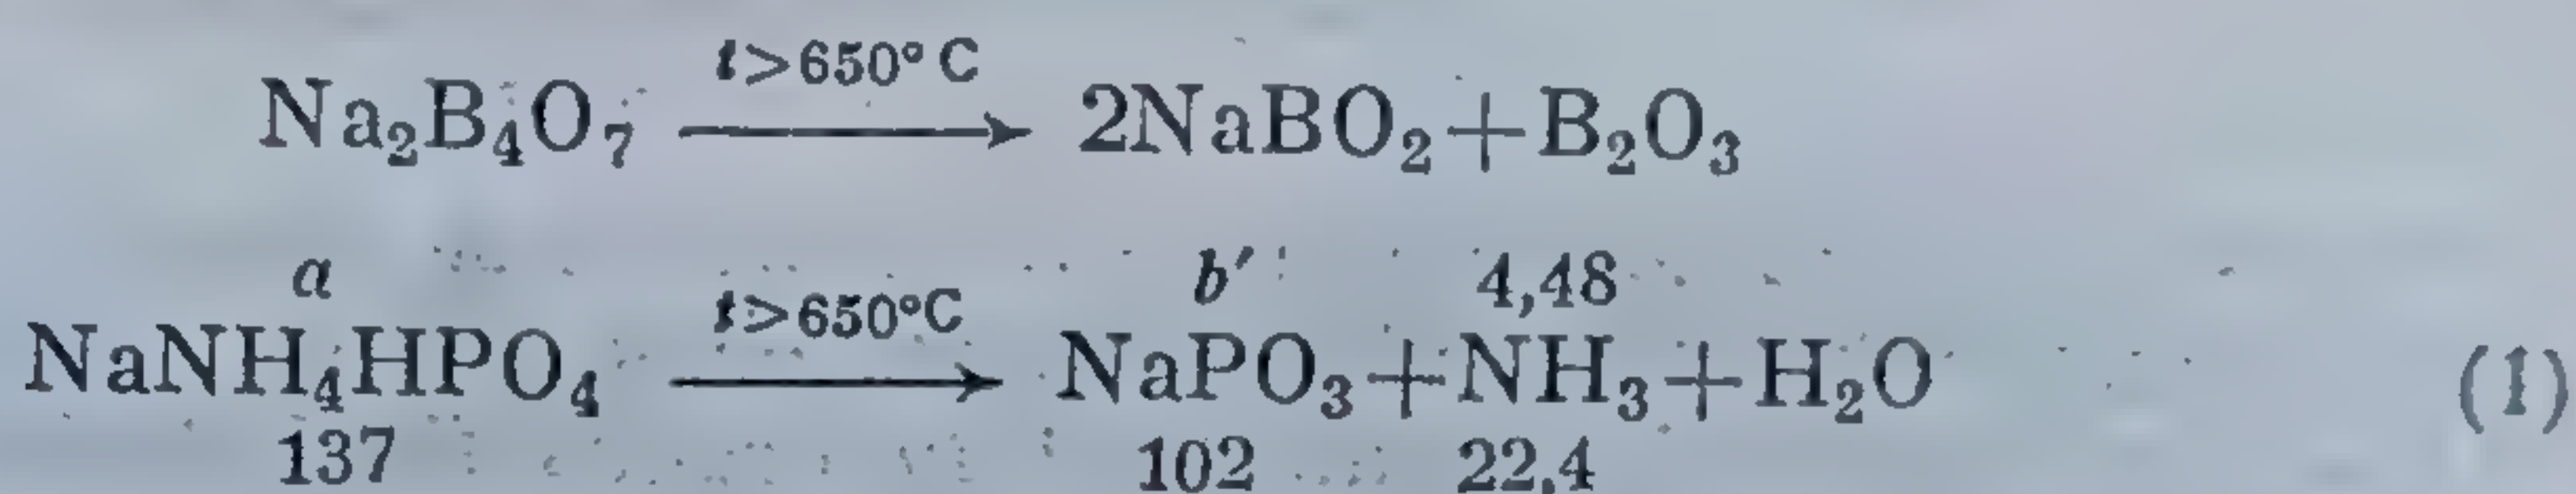 t>650° C
Na₂B₄O₇ ⟶ 2NaBO₂+B₂O₃
a b′ 4,48
t>650°C
NaNH₄HPO₄ ⟶ NaPO₃+NH₃+H₂O (1)
137 102 22,4